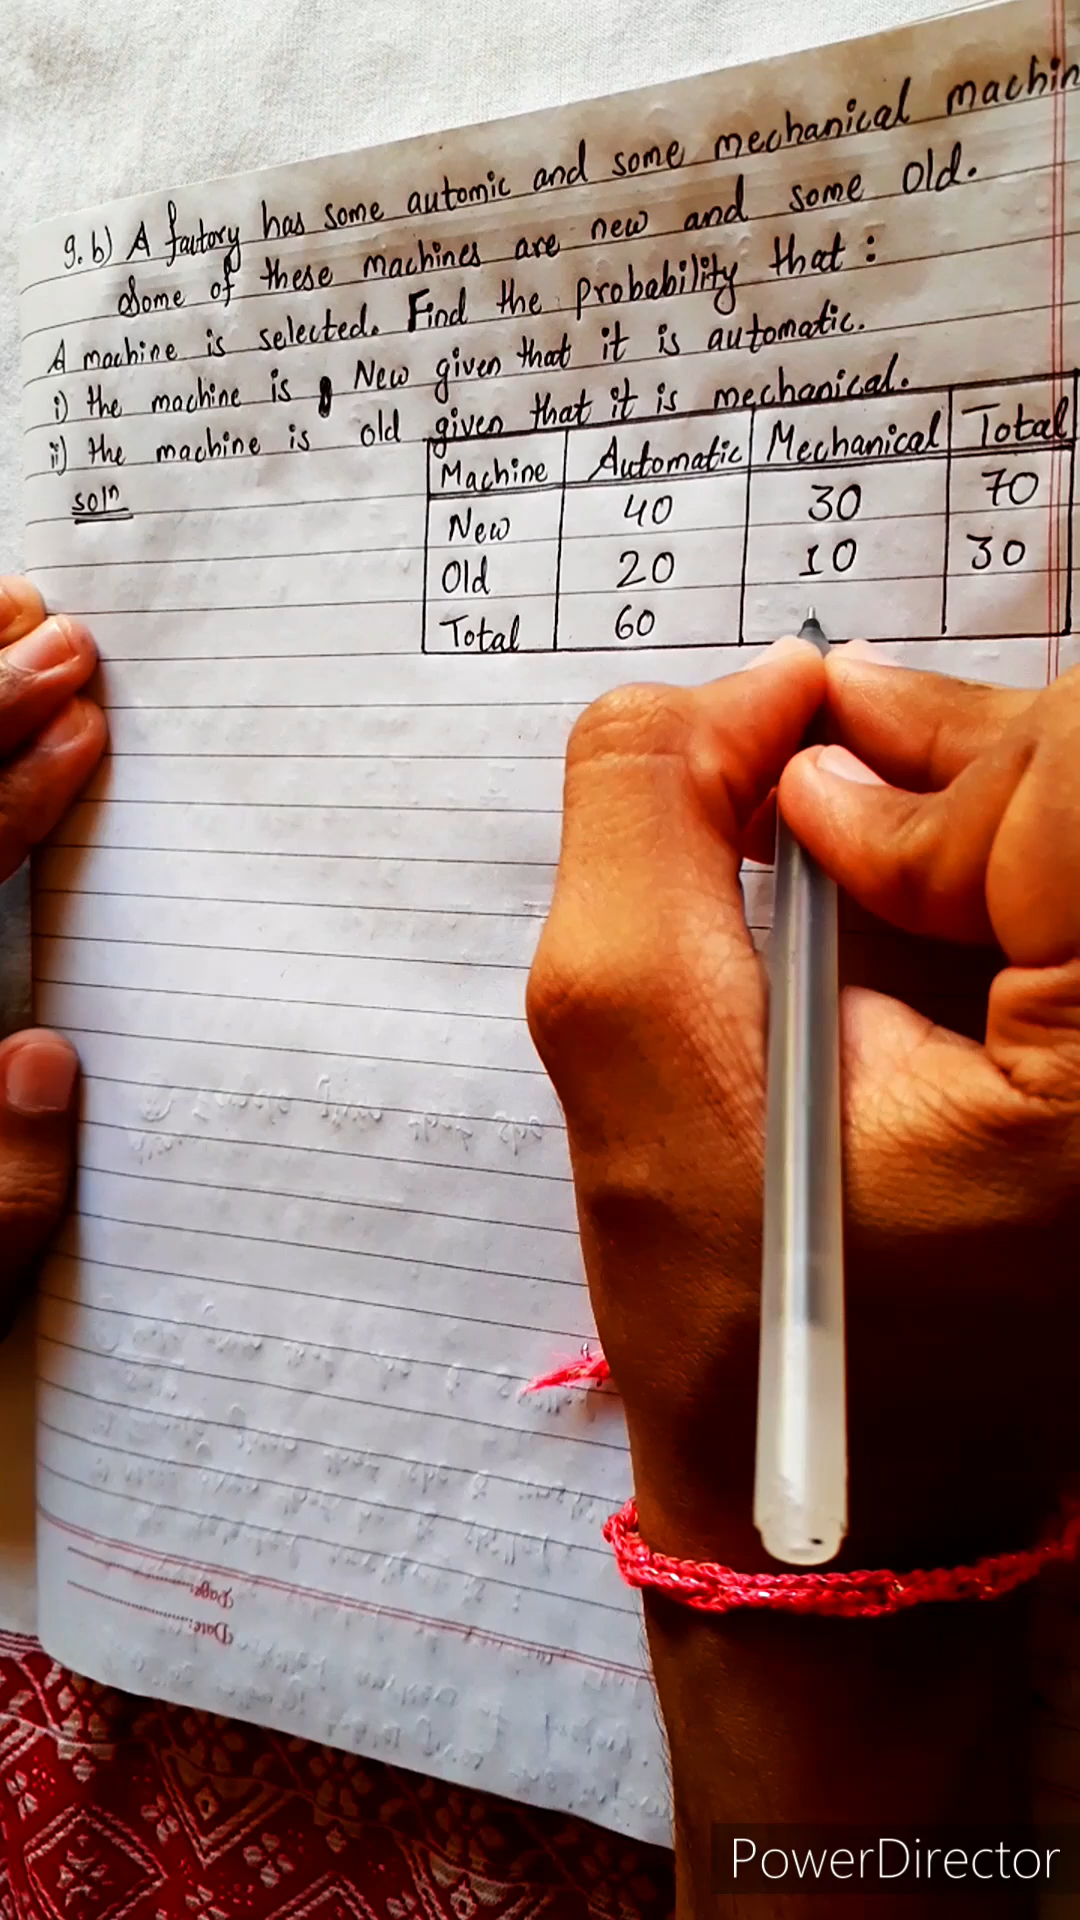 9.b) A factory has some automic and some mechanical machin
Some of these machines are new and some old.
A machine is selected. Find the probability that :
i) the machine is New given that it is automatic.
ii) the machine is old given that it is mechanical.
soln
Machine Automatic Mechanical Total
New 40 30 70
Old 20 10 30
Total 60
Page:
Date:
PowerDirector